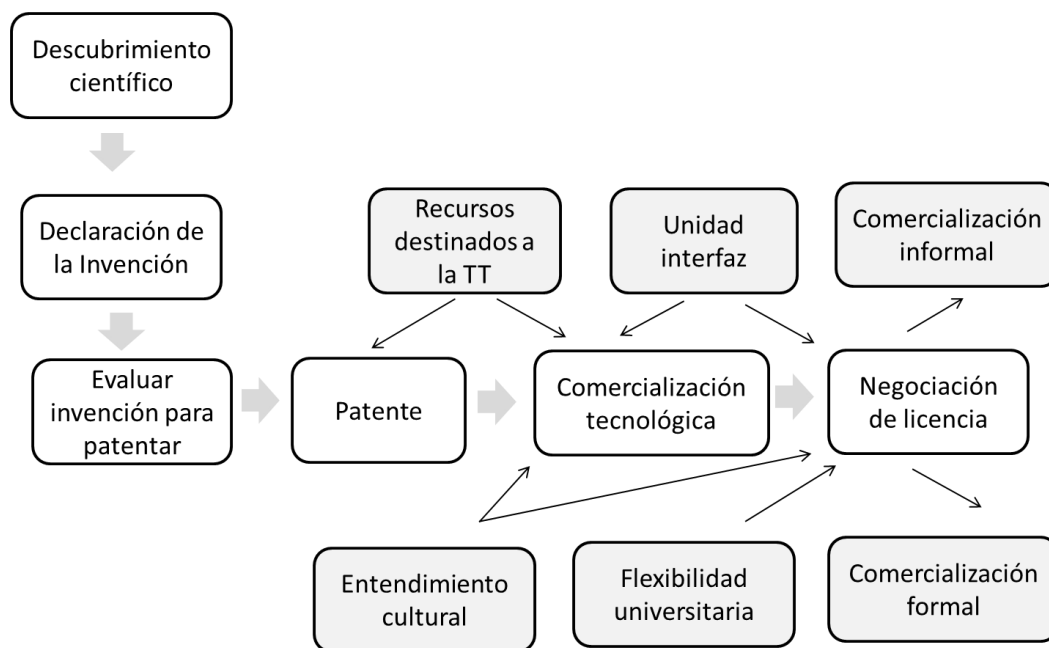 Descubrimiento
científico
Declaración de
la Invención
Evaluar
invención para
patentar
Recursos
destinados a
la TT
Unidad
interfaz
Comercialización
informal
Patente
Comercialización
tecnológica
Negociación
de licencia
Entendimiento
cultural
Flexibilidad
universitaria
Comercialización
formal